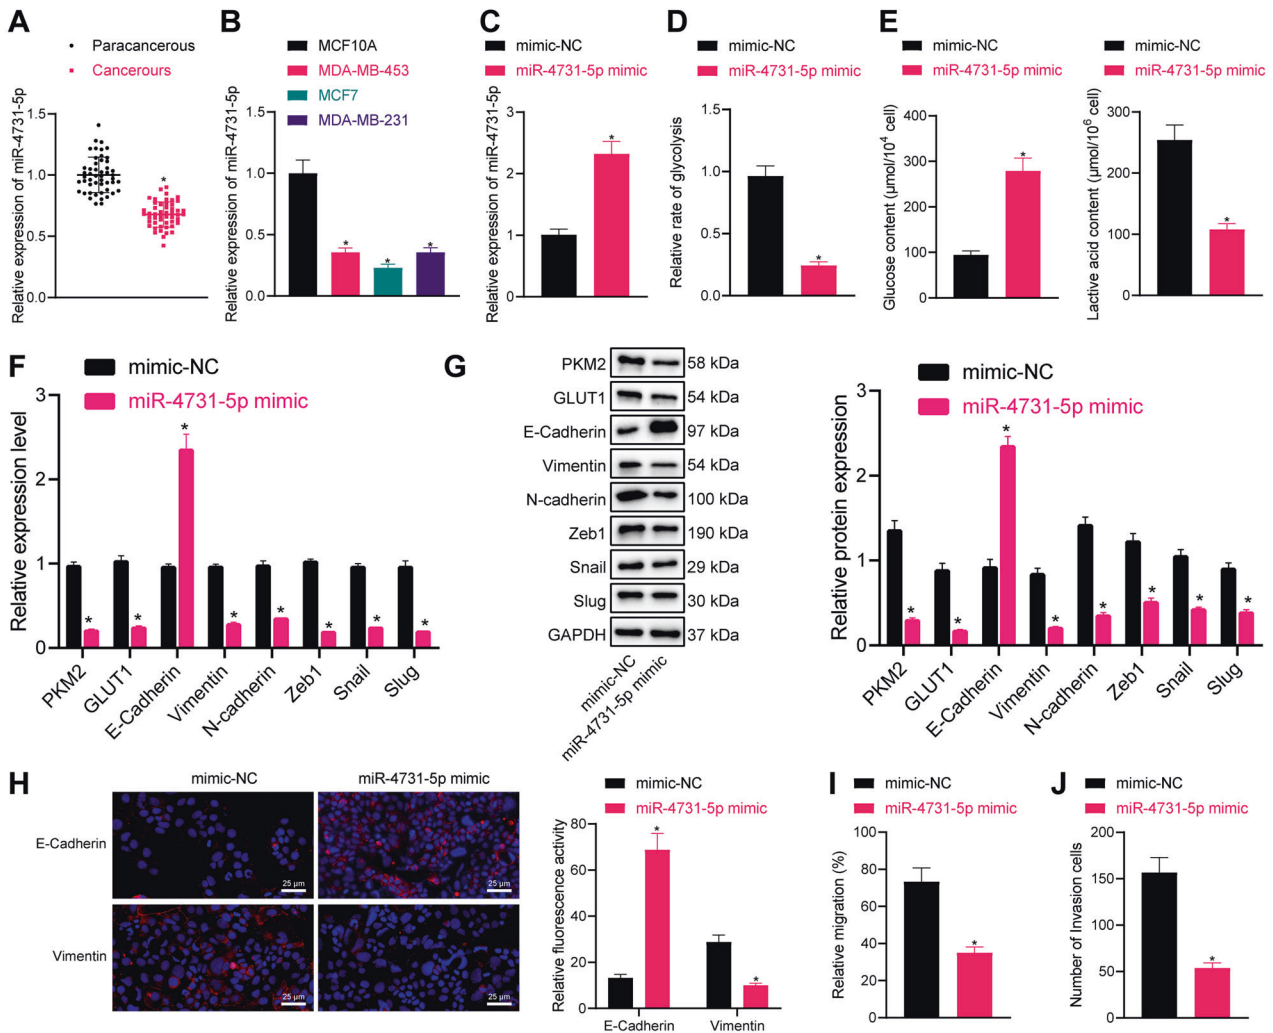 A
Paracancerous
Cancerours
Relative expression of miR-4731-5p
1.5
1.0
0.5
0.0
*
B
MCF10A
MDA-MB-453
MCF7
MDA-MB-231
Relative expression of miR-4731-5p
1.5
1.0
0.5
0.0
*
*
*
C
mimic-NC
miR-4731-5p mimic
Relative expression of miR-4731-5p
3
2
1
0
*
D
mimic-NC
miR-4731-5p mimic
Relative rate of glycolysis
1.5
1.0
0.5
0.0
*
E
mimic-NC
miR-4731-5p mimic
Glucose content (μmol/10⁴ cell)
400
300
200
100
0
*
mimic-NC
miR-4731-5p mimic
Lactive acid content (μmol/10⁶ cell)
300
200
100
0
*
F
mimic-NC
miR-4731-5p mimic
Relative expression level
3
2
1
0
* * * * * * * *
PKM2
GLUT1
E-Cadherin
Vimentin
N-cadherin
Zeb1
Snail
Slug
G
PKM2 58 kDa
GLUT1 54 kDa
E-Cadherin 97 kDa
Vimentin 54 kDa
N-cadherin 100 kDa
Zeb1 190 kDa
Snail 29 kDa
Slug 30 kDa
GAPDH 37 kDa
mimic-NC
miR-4731-5p mimic
mimic-NC
miR-4731-5p mimic
Relative protein expression
3
2
1
0
* * * * * * * *
PKM2
GLUT1
E-Cadherin
Vimentin
N-cadherin
Zeb1
Snail
Slug
H
mimic-NC
miR-4731-5p mimic
E-Cadherin
25 μm
25 μm
Vimentin
25 μm
25 μm
mimic-NC
miR-4731-5p mimic
Relative fluorescence activity
80
60
40
20
0
*
*
E-Cadherin
Vimentin
I
mimic-NC
miR-4731-5p mimic
Relative migration (%)
100
80
60
40
20
0
*
J
mimic-NC
miR-4731-5p mimic
Number of Invasion cells
200
150
100
50
0
*